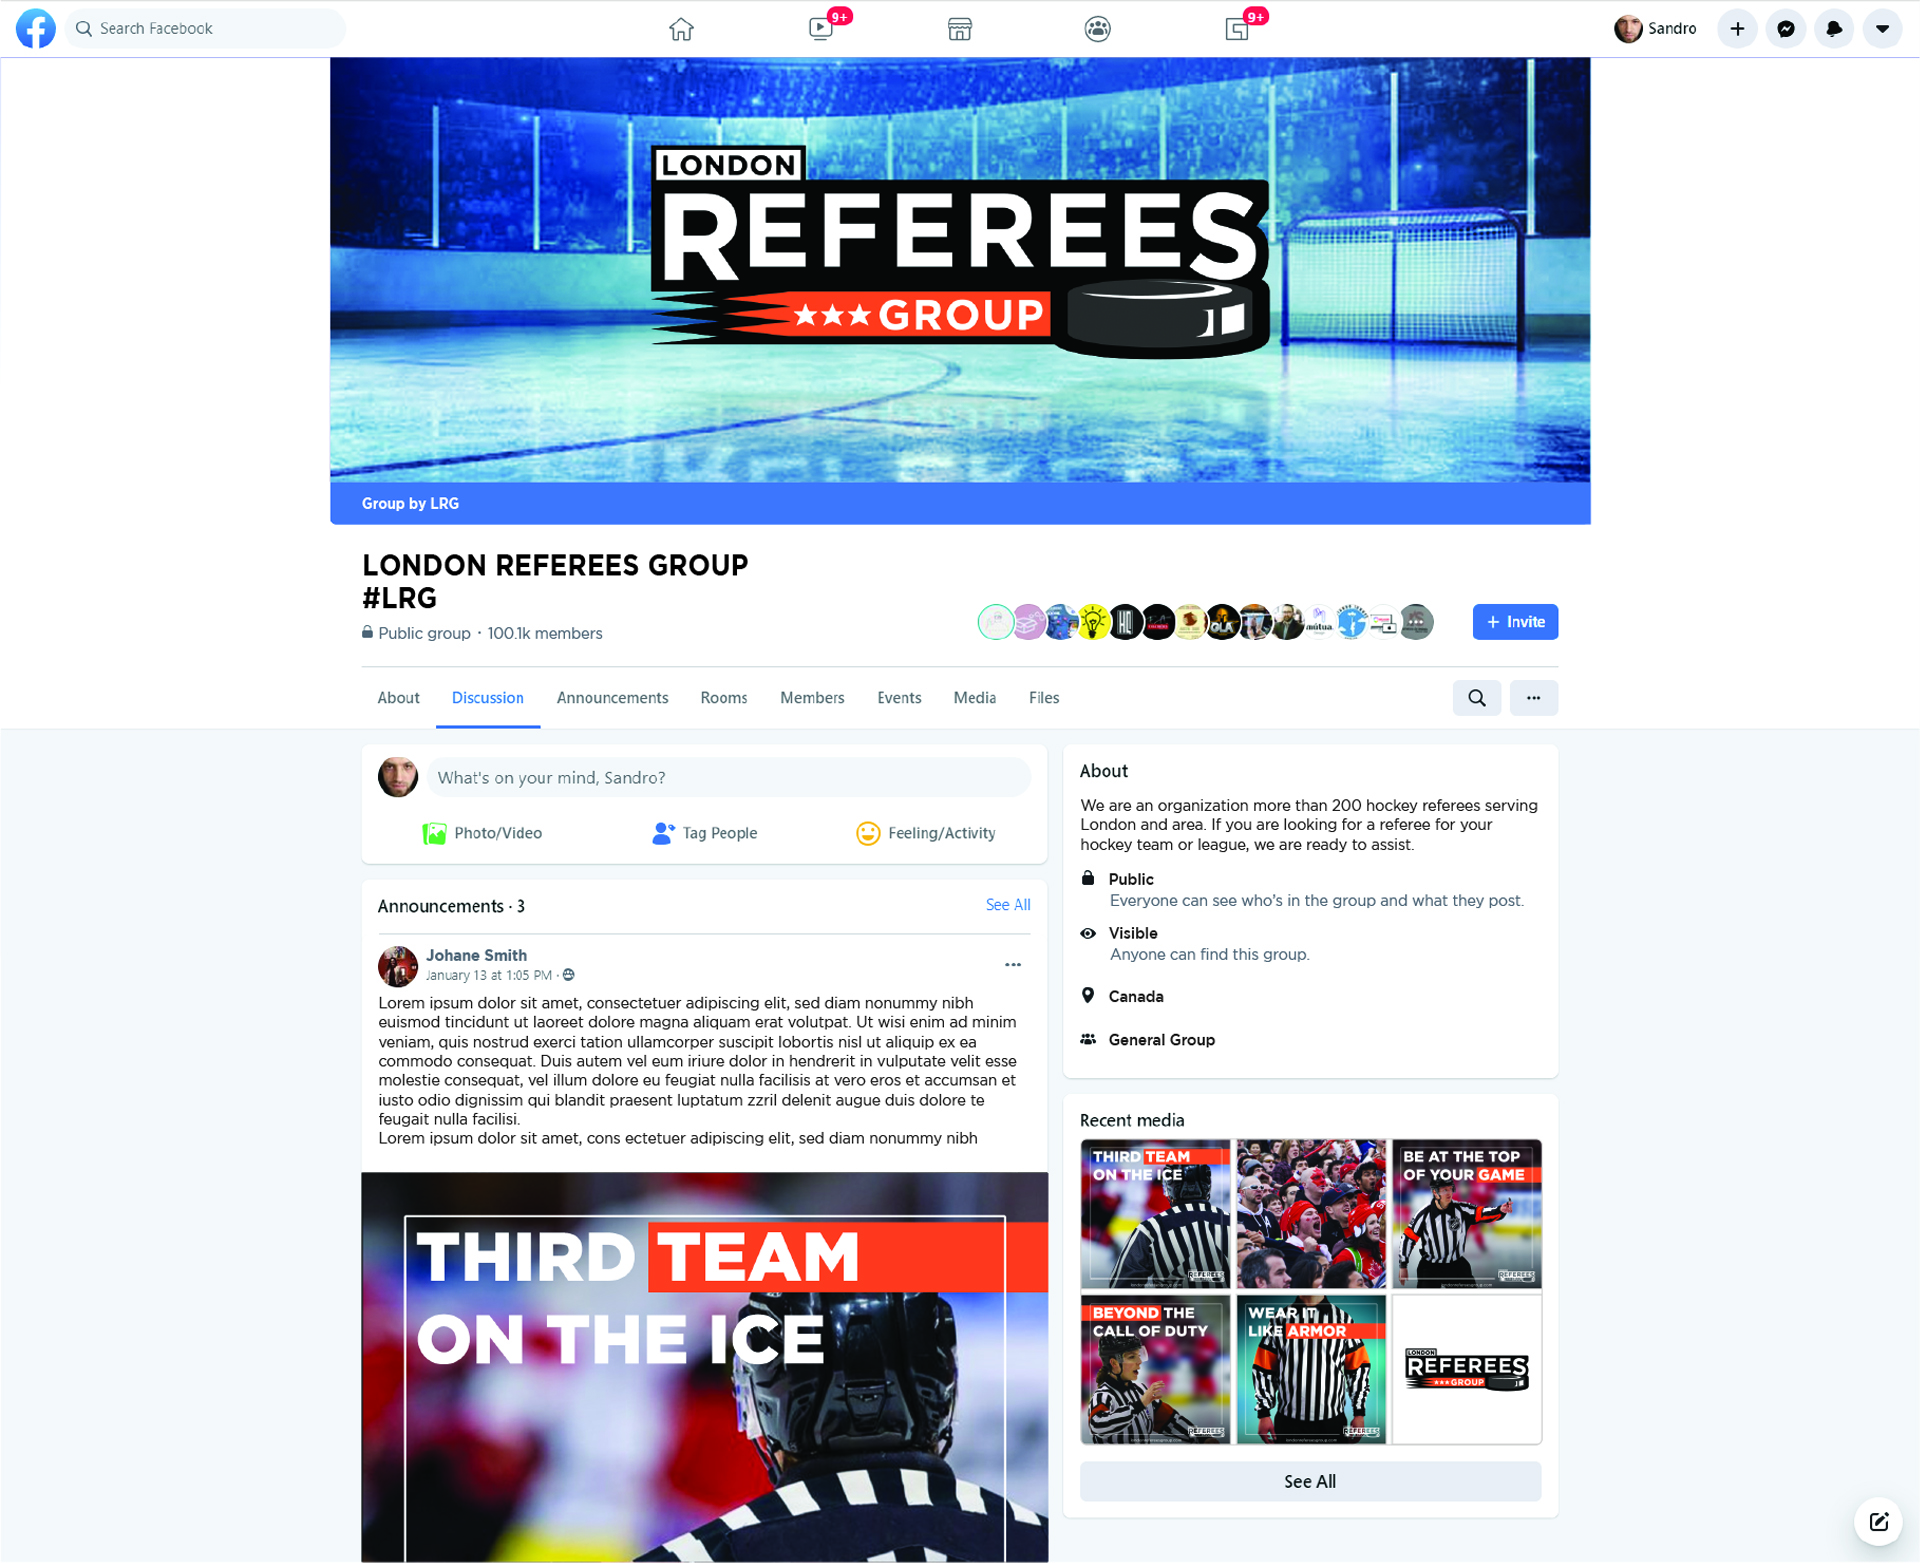 Search Facebook
9+
9+
Sandro
LONDON
REFEREES
GROUP
Group by LRG
LONDON REFEREES GROUP
#LRG
Public group · 100.1k members
+ Invite
About Discussion Announcements Rooms Members Events Media Files
What's on your mind, Sandro?
Photo/Video Tag People Feeling/Activity
Announcements · 3
See All
Johane Smith
January 13 at 1:05 PM ·
Lorem ipsum dolor sit amet, consectetuer adipiscing elit, sed diam nonummy nibh
euismod tincidunt ut laoreet dolore magna aliquam erat volutpat. Ut wisi enim ad minim
veniam, quis nostrud exerci tation ullamcorper suscipit lobortis nisl ut aliquip ex ea
commodo consequat. Duis autem vel eum iriure dolor in hendrerit in vulputate velit esse
molestie consequat, vel illum dolore eu feugiat nulla facilisis at vero eros et accumsan et
iusto odio dignissim qui blandit praesent luptatum zzril delenit augue duis dolore te
feugait nulla facilisi.
Lorem ipsum dolor sit amet, cons ectetuer adipiscing elit, sed diam nonummy nibh
THIRD TEAM
ON THE ICE
About
We are an organization more than 200 hockey referees serving
London and area. If you are looking for a referee for your
hockey team or league, we are ready to assist.
Public
Everyone can see who's in the group and what they post.
Visible
Anyone can find this group.
Canada
General Group
Recent media
THIRD TEAM
ON THE ICE
REFEREES
BE AT THE TOP
OF YOUR GAME
REFEREES
BEYOND THE
CALL OF DUTY
REFEREES
WEAR IT
LIKE ARMOR
REFEREES
LONDON
REFEREES
GROUP
See All